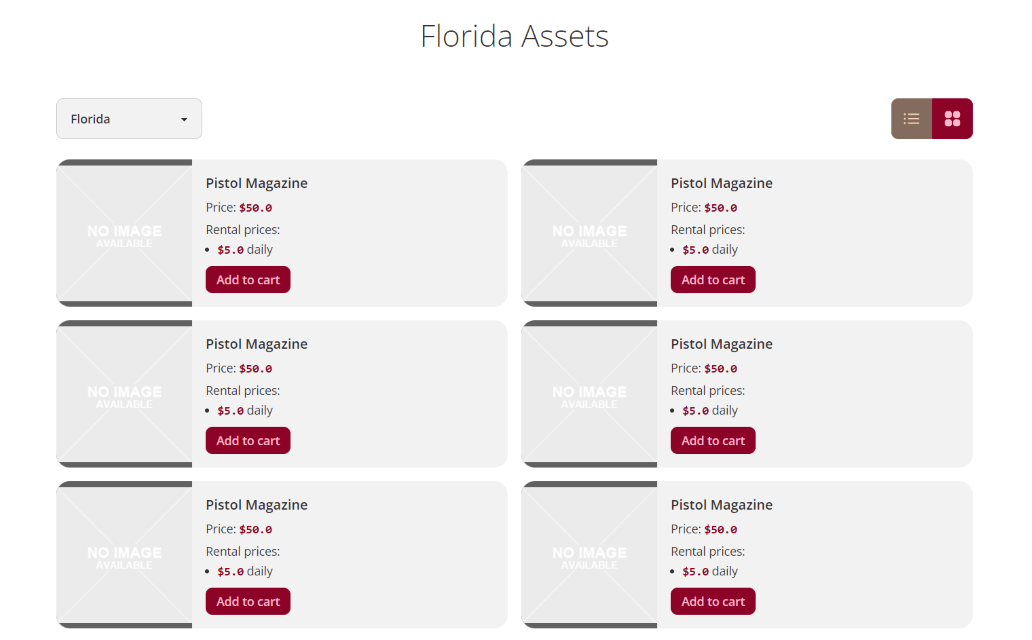 Florida Assets
Florida
NO IMAGE
AVAILABLE
Pistol Magazine
Price: $50.0
Rental prices:
• $5.0 daily
Add to cart
NO IMAGE
AVAILABLE
Pistol Magazine
Price: $50.0
Rental prices:
• $5.0 daily
Add to cart
NO IMAGE
AVAILABLE
Pistol Magazine
Price: $50.0
Rental prices:
• $5.0 daily
Add to cart
NO IMAGE
AVAILABLE
Pistol Magazine
Price: $50.0
Rental prices:
• $5.0 daily
Add to cart
NO IMAGE
AVAILABLE
Pistol Magazine
Price: $50.0
Rental prices:
• $5.0 daily
Add to cart
NO IMAGE
AVAILABLE
Pistol Magazine
Price: $50.0
Rental prices:
• $5.0 daily
Add to cart